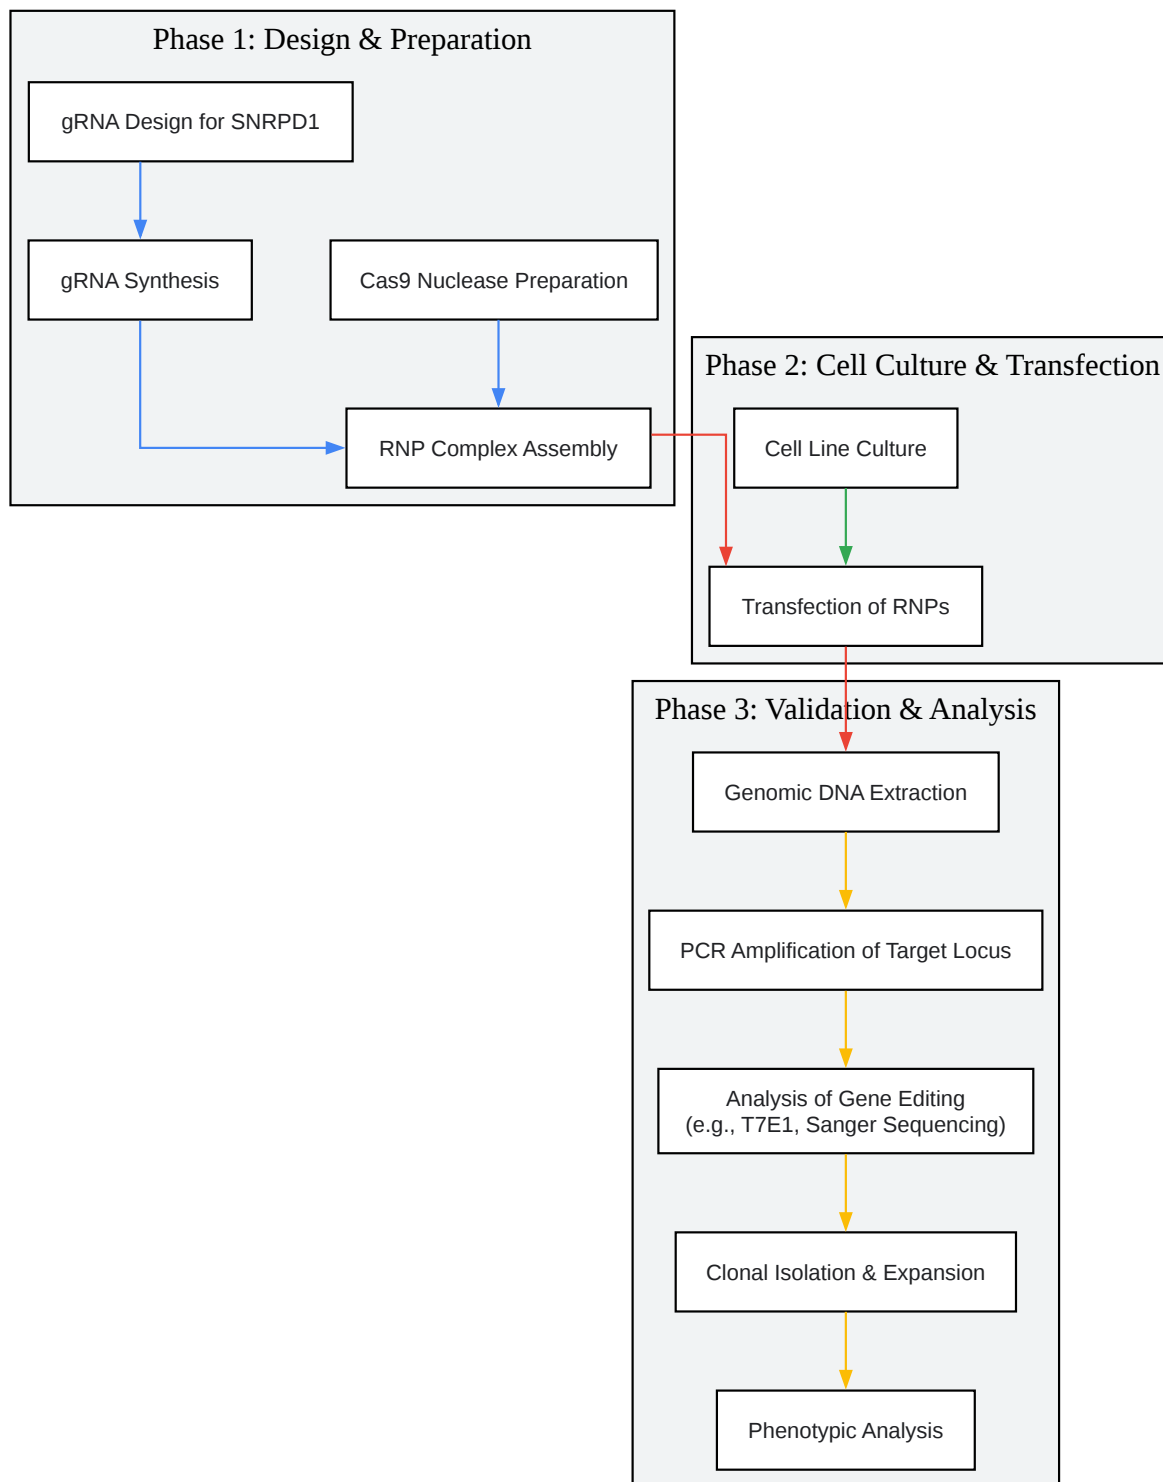 Phase 1: Design & Preparation
gRNA Design for SNRPD1
gRNA Synthesis
Cas9 Nuclease Preparation
RNP Complex Assembly
Phase 2: Cell Culture & Transfection
Cell Line Culture
Transfection of RNPs
Phase 3: Validation & Analysis
Genomic DNA Extraction
PCR Amplification of Target Locus
Analysis of Gene Editing
(e.g., T7E1, Sanger Sequencing)
Clonal Isolation & Expansion
Phenotypic Analysis